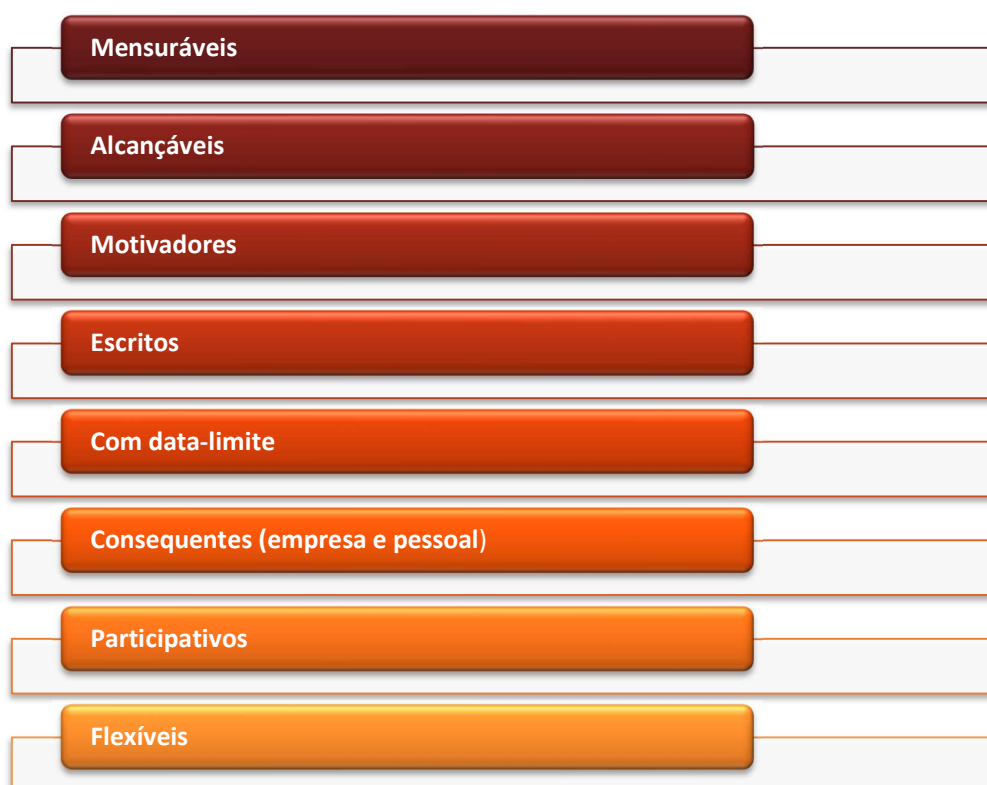 Mensuráveis
Alcançáveis
Motivadores
Escritos
Com data-limite
Consequentes (empresa e pessoal)
Participativos
Flexíveis